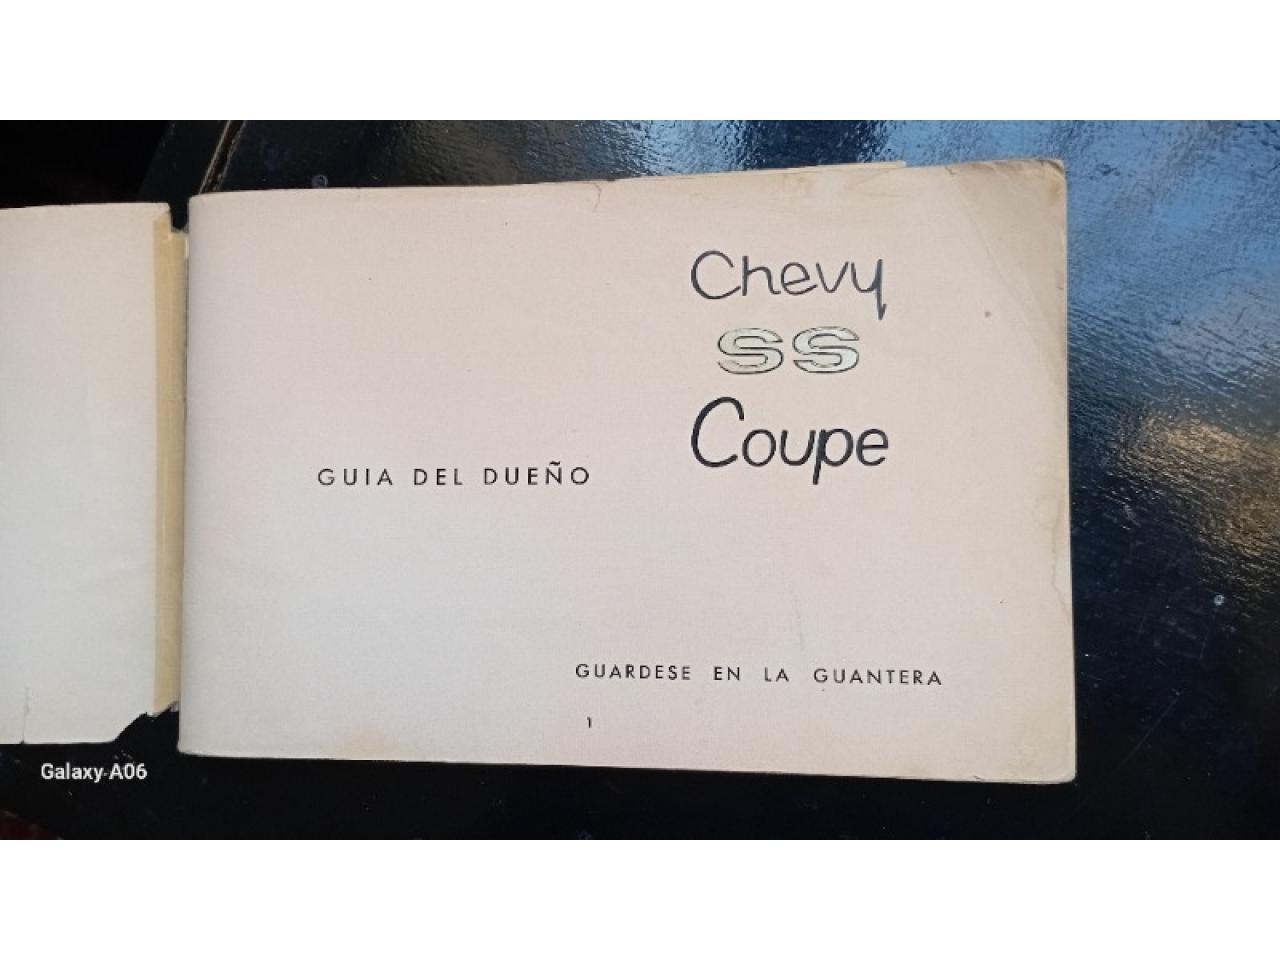 Chevy
SS
Coupe
GUIA DEL DUEÑO
GUARDESE EN LA GUANTERA
1
Galaxy A06